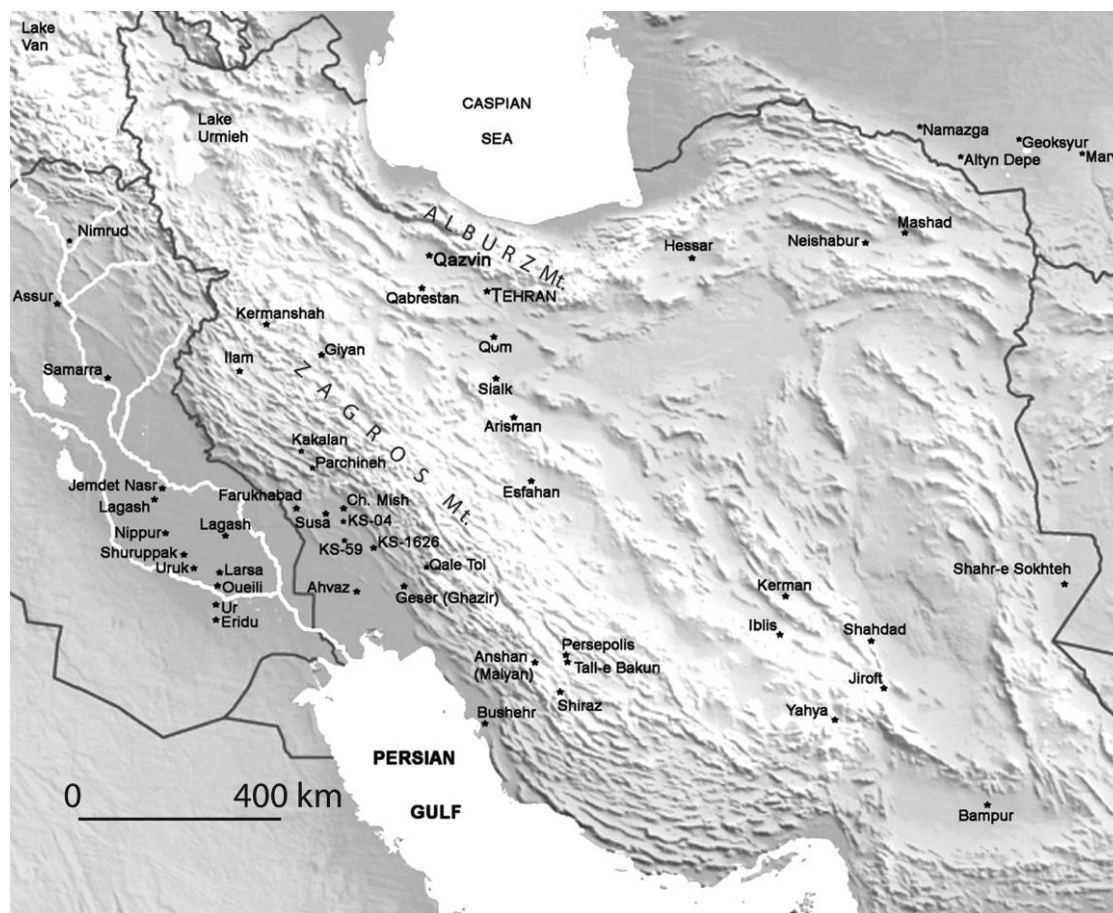 Lake
Van
Lake
Urmieh
CASPIAN
SEA
Namazga
Geoksyur
Altyn Depe
Marv
Nimrud
ALBURZ Mt.
Mashad
Neishabur
Hessar
Qazvin
Qabrestan
TEHRAN
Assur
Kermanshah
Giyan
Ilam
Qum
Samarra
Sialk
ZAGROS Mt.
Arisman
Kakalan
Parchineh
Esfahan
Jemdet Nasr
Lagash
Farukhabad
Ch. Mish
Susa
KS-04
Nippur
Lagash
KS-59
KS-1626
Shuruppak
Uruk
Larsa
Qale Tol
Oueili
Ahvaz
Geser (Ghazir)
Kerman
Shahr-e Sokhteh
Ur
Eridu
Iblis
Shahdad
Persepolis
Anshan
(Malyan)
Tall-e Bakun
Jiroft
Shiraz
Yahya
Bushehr
PERSIAN
GULF
0 400 km
Bampur